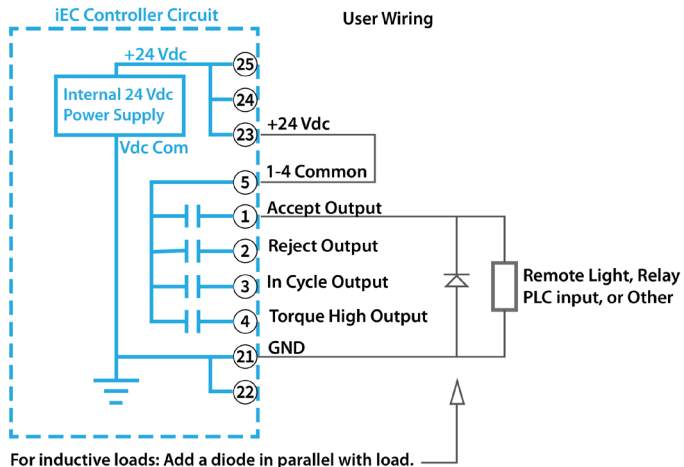 iEC Controller Circuit
User Wiring
+24 Vdc
25
Internal 24 Vdc
Power Supply
24
23
+24 Vdc
Vdc Com
5
1-4 Common
1
Accept Output
2
Reject Output
3
In Cycle Output
Remote Light, Relay
PLC input, or Other
4
Torque High Output
21
GND
22
For inductive loads: Add a diode in parallel with load.